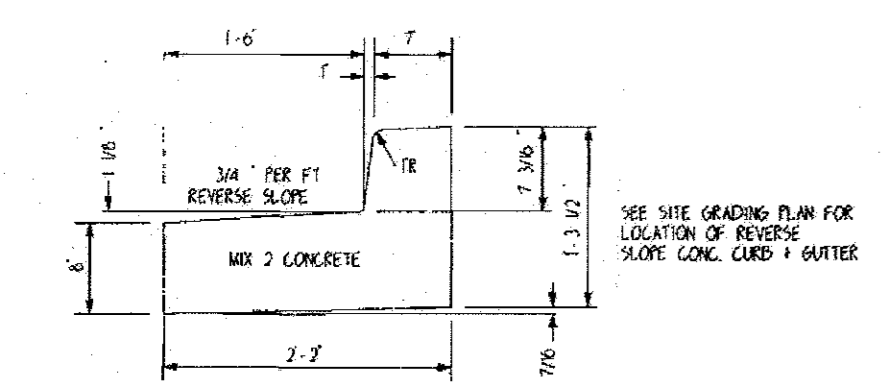 1'-6"
7"
1"
1 1/8"
3/4" PER FT
REVERSE SLOPE
1"R
7 3/16"
1'-3 1/2"
SEE SITE GRADING PLAN FOR
LOCATION OF REVERSE
SLOPE CONC. CURB + GUTTER
8"
MIX 2 CONCRETE
2'-2"
7/16"